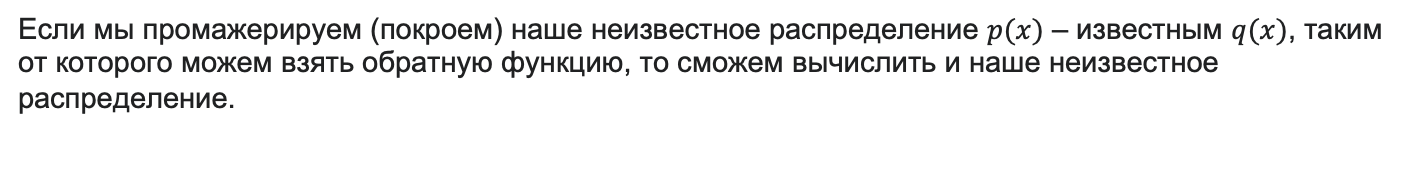 Если мы промажерируем (покроем) наше неизвестное распределение p(x) – известным q(x), таким
от которого можем взять обратную функцию, то сможем вычислить и наше неизвестное
распределение.